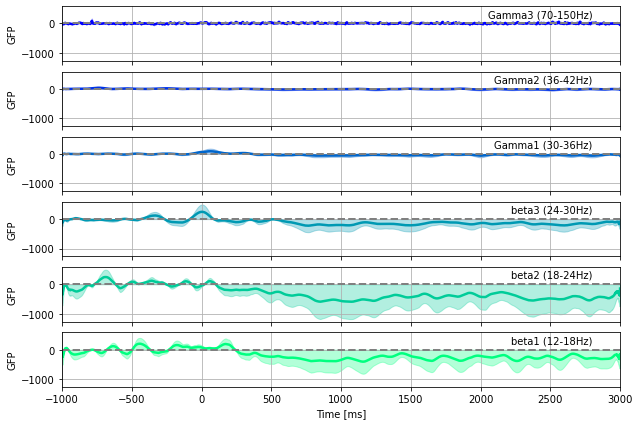 Gamma3 (70-150Hz)
GFP
0
−1000
Gamma2 (36-42Hz)
GFP
0
−1000
Gamma1 (30-36Hz)
GFP
0
−1000
beta3 (24-30Hz)
GFP
0
−1000
beta2 (18-24Hz)
GFP
0
−1000
beta1 (12-18Hz)
GFP
0
−1000
−1000 −500 0 500 1000 1500 2000 2500 3000
Time [ms]